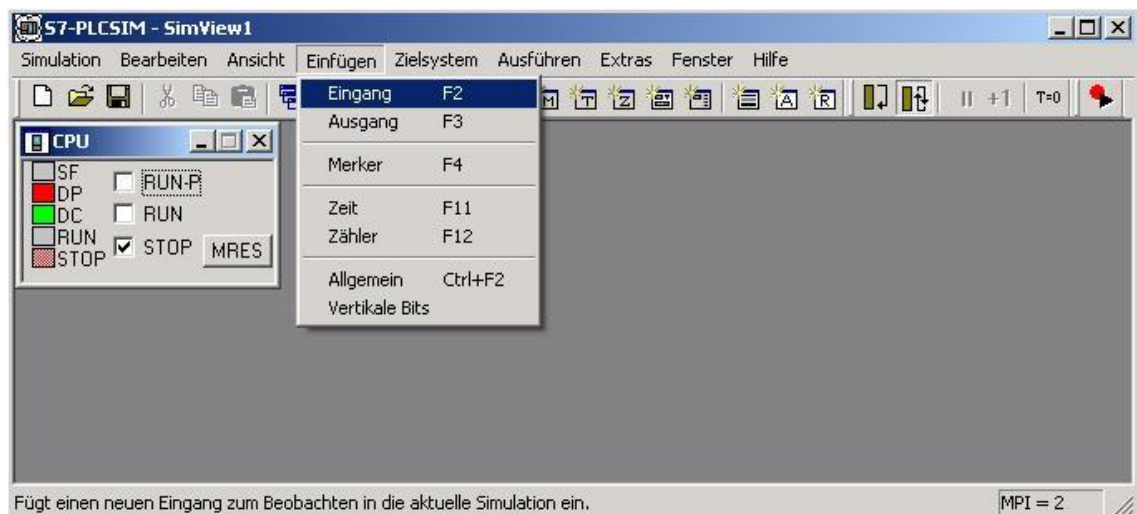 S7-PLCSIM - SimView1
Simulation Bearbeiten Ansicht Einfügen Zielsystem Ausführen Extras Fenster Hilfe
M T Z A R +1 T=0
Eingang F2
Ausgang F3
Merker F4
Zeit F11
Zähler F12
Allgemein Ctrl+F2
Vertikale Bits
CPU
SF
DP
DC
RUN
STOP
RUN-P
RUN
STOP
MRES
Fügt einen neuen Eingang zum Beobachten in die aktuelle Simulation ein.
MPI = 2